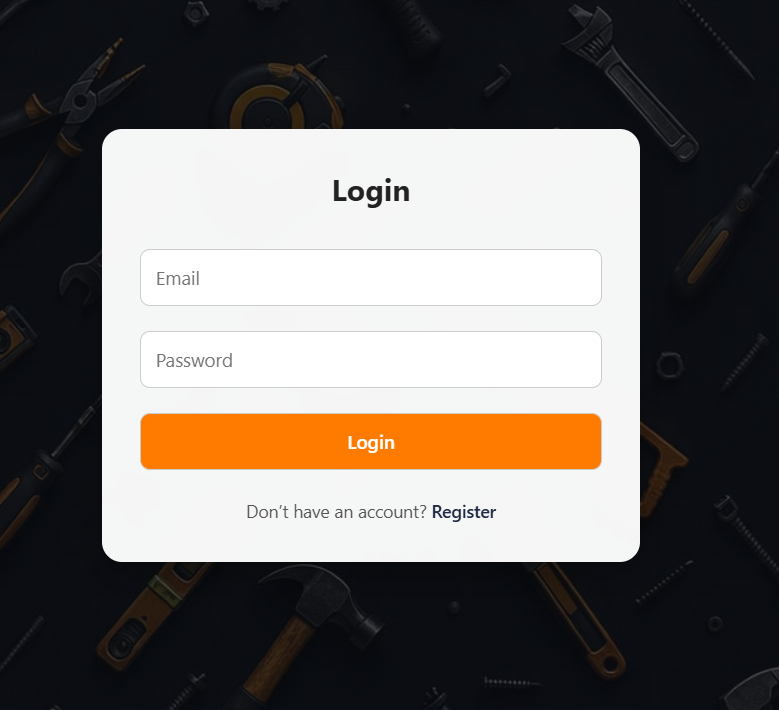 Login
Email
Password
Login
Don’t have an account? Register